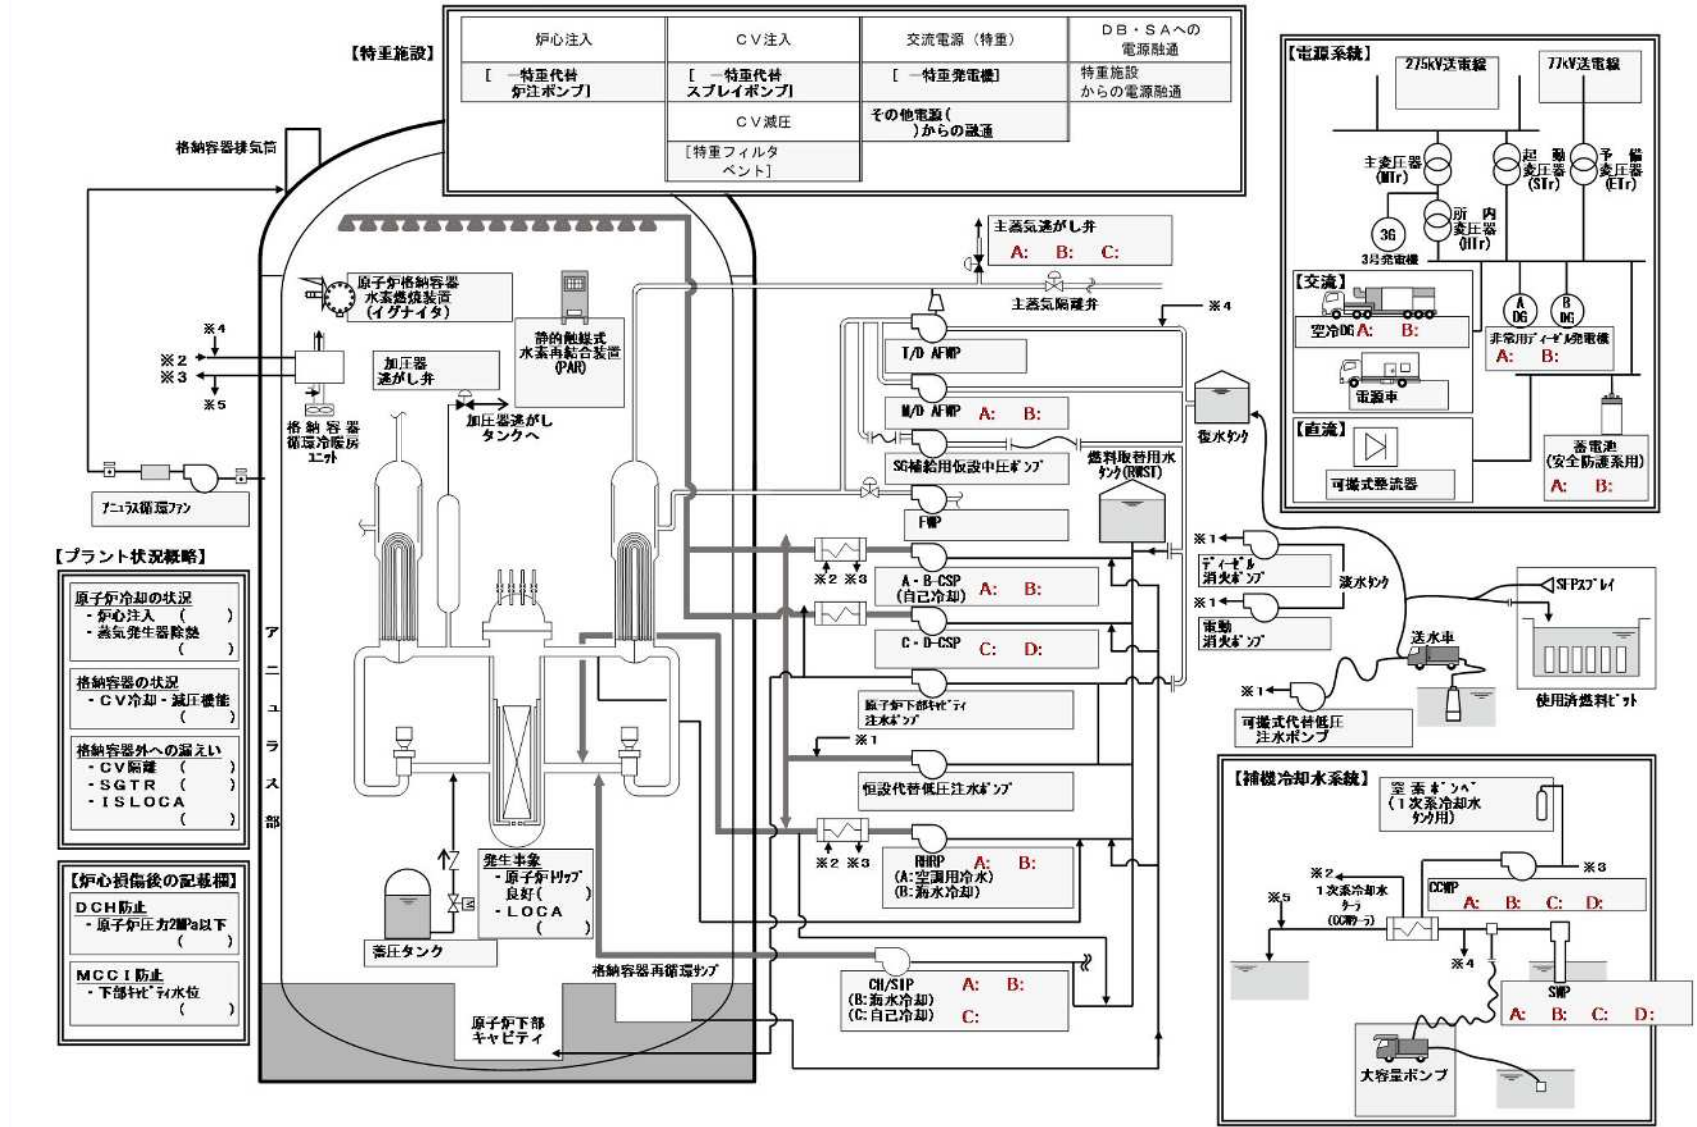 【特重施設】
炉心注入
ＣＶ注入
交流電源（特重）
ＤＢ・ＳＡへの
電源融通
[　―特重代替
炉注ポンプ]
[　―特重代替
スプレイポンプ]
[　―特重発電機]
特重施設
からの電源融通
ＣＶ減圧
その他電源(
)からの融通
[特重フィルタ
ベント]
格納容器排気筒
原子炉格納容器
水素燃焼装置
(イグナイタ)
静的触媒式
水素再結合装置
(PAR)
※4
※2
※3
※5
加圧器
逃がし弁
加圧器逃がし
タンクへ
格納容器
循環冷暖房
ユニット
アニュラス循環ファン
【プラント状況概略】
原子炉冷却の状況
・炉心注入　(　　)
・蒸気発生器除熱
(　　)
格納容器の状況
・ＣＶ冷却・減圧機能
(　　)
格納容器外への漏えい
・ＣＶ隔離　(　　)
・ＳＧＴＲ　(　　)
・ＩＳＬＯＣＡ
(　　)
【炉心損傷後の記載欄】
ＤＣＨ防止
・原子炉圧力2MPa以下
(　　)
ＭＣＣＩ防止
・下部キャビティ水位
(　　)
アニュラス部
蓄圧タンク
M
発生事象
・原子炉トリップ
良好(　　)
・ＬＯＣＡ
(　　)
格納容器再循環サンプ
原子炉下部
キャビティ
主蒸気逃がし弁
A:　B:　C:
主蒸気隔離弁
※4
T/D AFWP
M/D AFWP　A:　B:
SG補給用仮設中圧ポンプ
FWP
復水タンク
燃料取替用水
タンク(RWST)
※2 ※3
A・B-CSP
(自己冷却)　A:　B:
C・D-CSP　C:　D:
原子炉下部キャビティ
注水ポンプ
※1
恒設代替低圧注水ポンプ
※2 ※3
RHRP　A:　B:
(A:空調用冷水)
(B:海水冷却)
CH/SIP　A:　B:
(B:海水冷却)
(C:自己冷却)　C:
【電源系統】
275kV送電線
77kV送電線
主変圧器
(MTr)
起動
変圧器
(STr)
予備
変圧器
(ETr)
所内
変圧器
(HTr)
3G
3号発電機
【交流】
空冷DG A:　B:
電源車
A
DG
B
DG
非常用ディーゼル発電機
A:　B:
【直流】
可搬式整流器
蓄電池
(安全防護系用)
A:　B:
※1
ディーゼル
消火ポンプ
淡水タンク
※1
電動
消火ポンプ
※1
可搬式代替低圧
注水ポンプ
送水車
SFPスプレイ
使用済燃料ピット
【補機冷却水系統】
窒素ボンベ
(1次系冷却水
タンク用)
※3
CCWP
A:　B:　C:　D:
※2
1次系冷却水
クーラ
(CCWクーラ)
※5
※4
SWP
A:　B:　C:　D:
大容量ポンプ